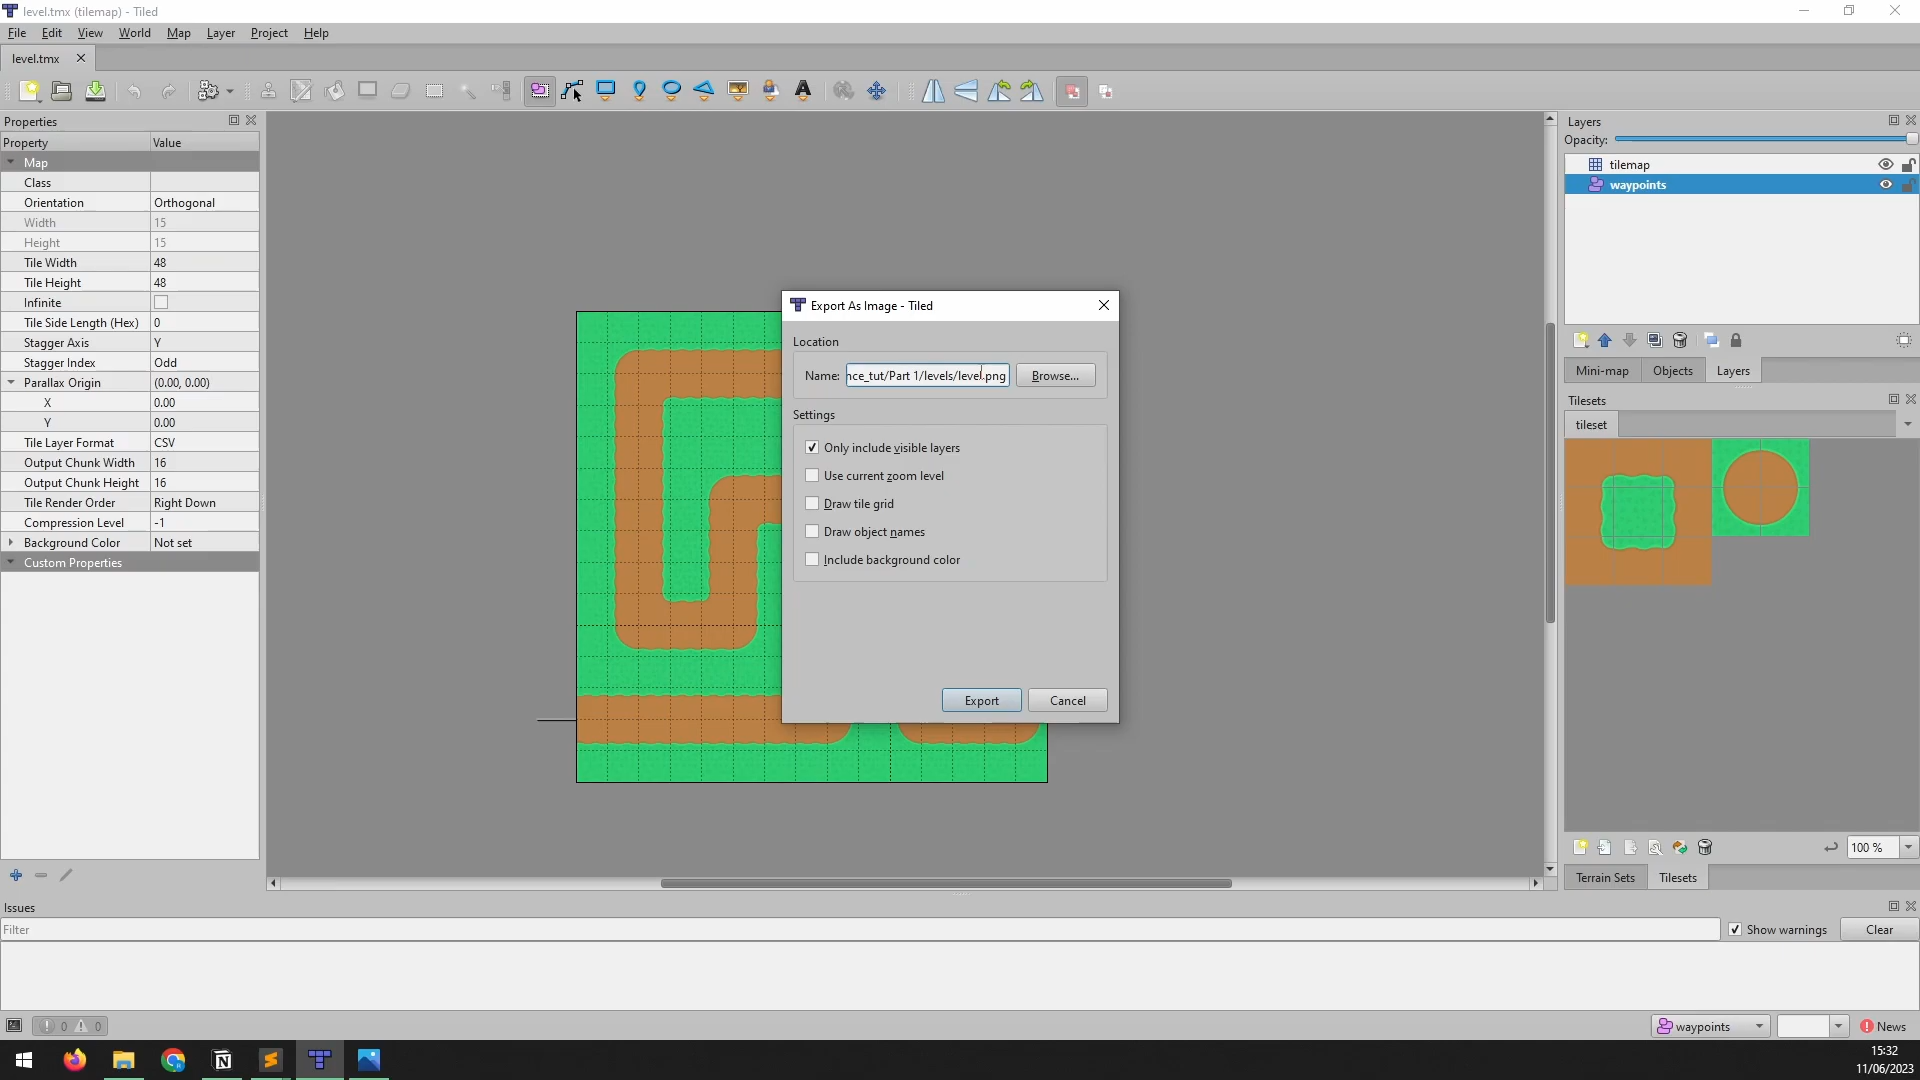 level.tmx (tilemap) - Tiled
File Edit View World Map Layer Project Help
level.tmx
Properties
Property Value
Map
Class
Orientation Orthogonal
Width 15
Height 15
Tile Width 48
Tile Height 48
Infinite
Tile Side Length (Hex) 0
Stagger Axis Y
Stagger Index Odd
Parallax Origin (0.00, 0.00)
X 0.00
Y 0.00
Tile Layer Format CSV
Output Chunk Width 16
Output Chunk Height 16
Tile Render Order Right Down
Compression Level -1
Background Color Not set
Custom Properties
Export As Image - Tiled
Location
Name: nce_tut/Part 1/levels/level.png Browse...
Settings
Only include visible layers
Use current zoom level
Draw tile grid
Draw object names
Include background color
Export Cancel
Layers
Opacity:
tilemap
waypoints
Mini-map Objects Layers
Tilesets
tileset
100 %
Terrain Sets Tilesets
Issues
Filter
Show warnings Clear
0 0
waypoints
News
15:32
11/06/2023